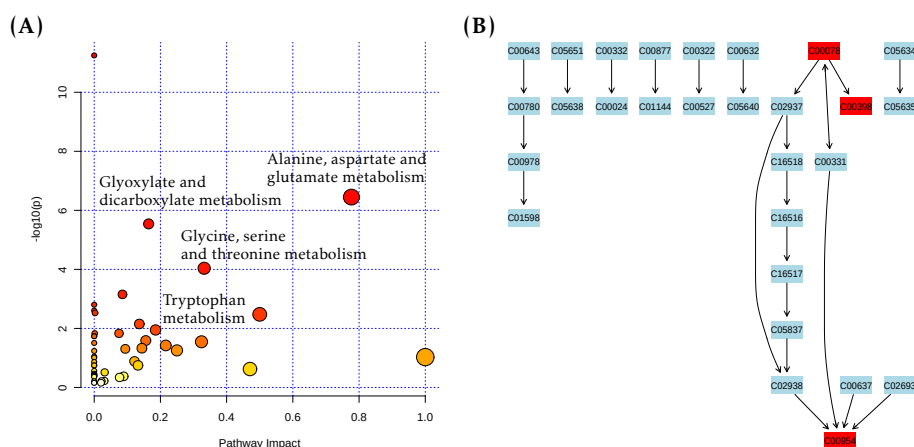 (A)
-log10(p)
10
8
6
4
2
0
Alanine, aspartate and
glutamate metabolism
Glyoxylate and
dicarboxylate metabolism
Glycine, serine
and threonine metabolism
Tryptophan
metabolism
0.0 0.2 0.4 0.6 0.8 1.0
Pathway Impact
(B)
C00643 C05651 C00332 C00877 C00322 C00632 C00078 C05634
C00780 C05638 C00024 C01144 C00527 C05640 C02937 C00398 C05635
C00978 C16518 C00331
C01598 C16516
C16517
C05837
C02938 C00637 C02693
C00954